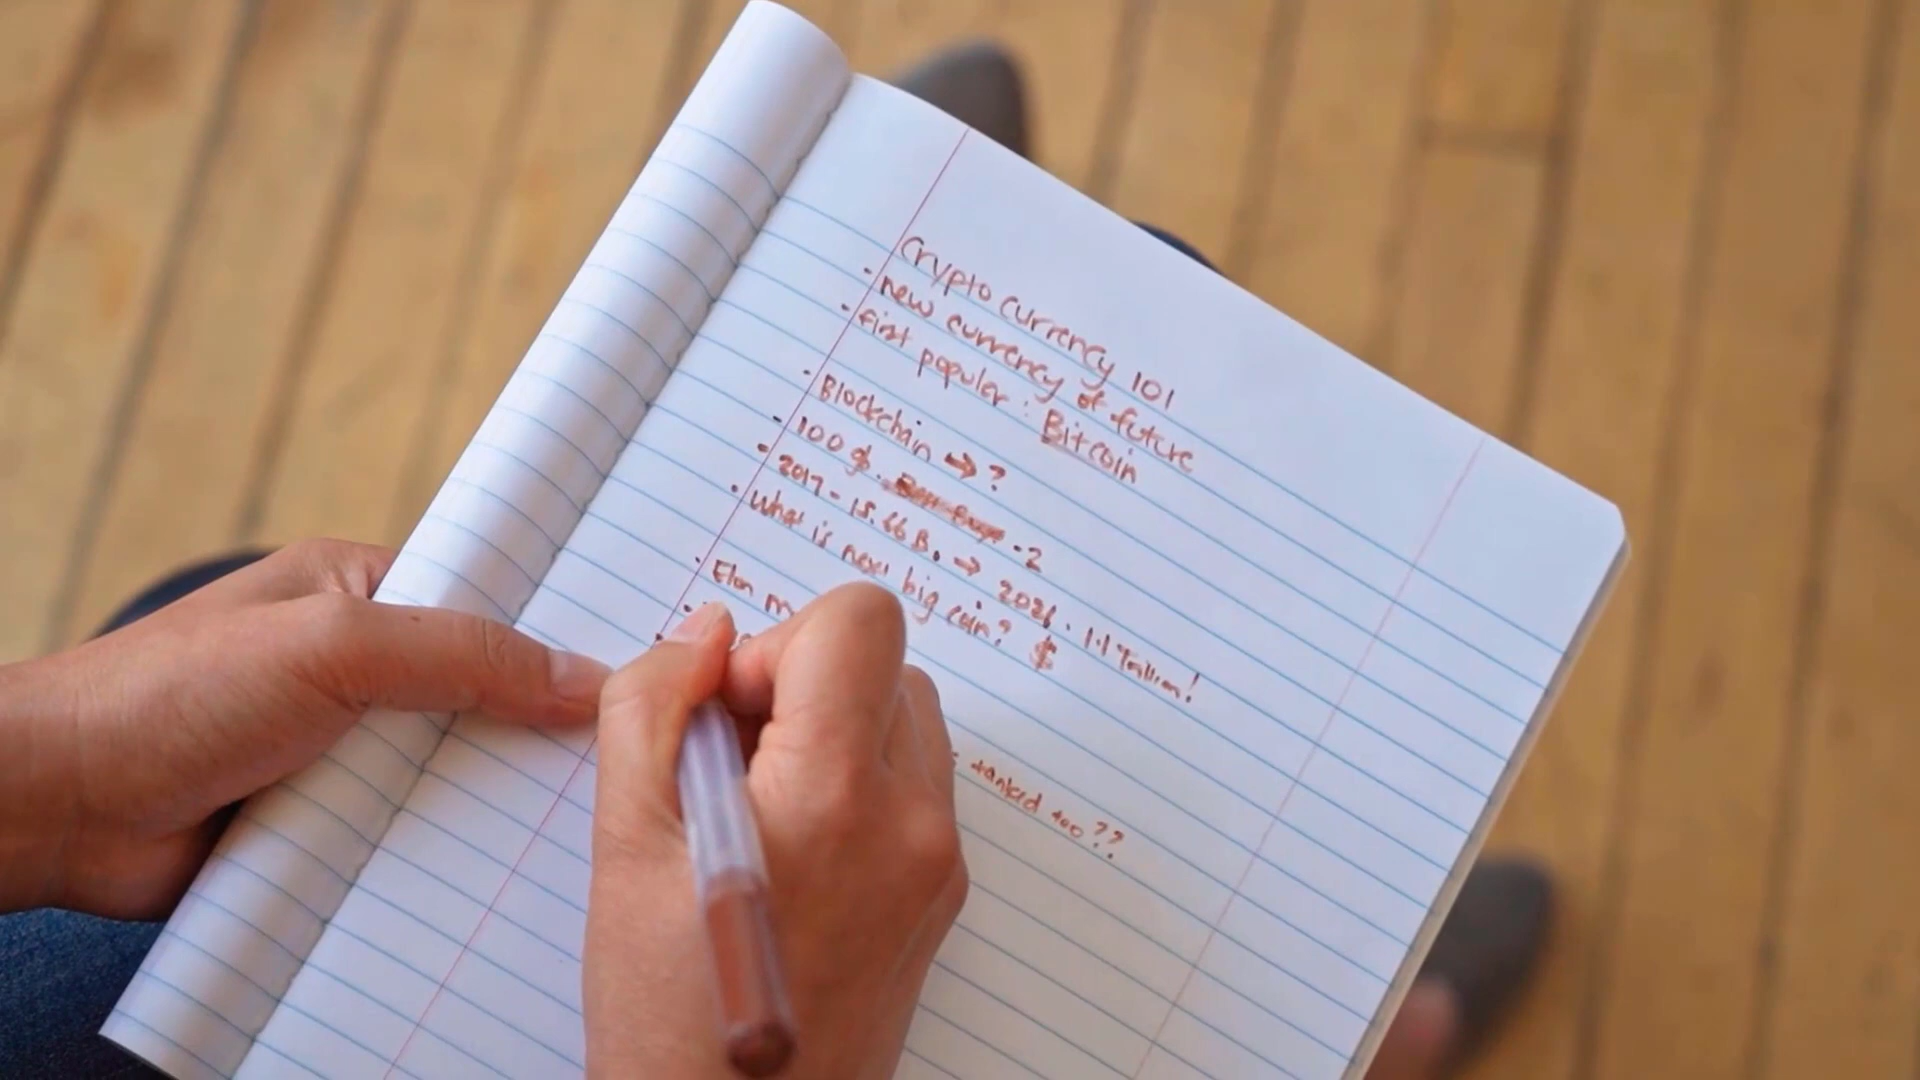 Crypto currency 101
· new currency of future
· first popular : Bitcoin
· Blockchain → ?
· 100 $ . - 2
· 2017 - 15.66 B. → 2021 . 1.1 Trillion!
· What is next big coin? $
· Elon m
tanked too ??